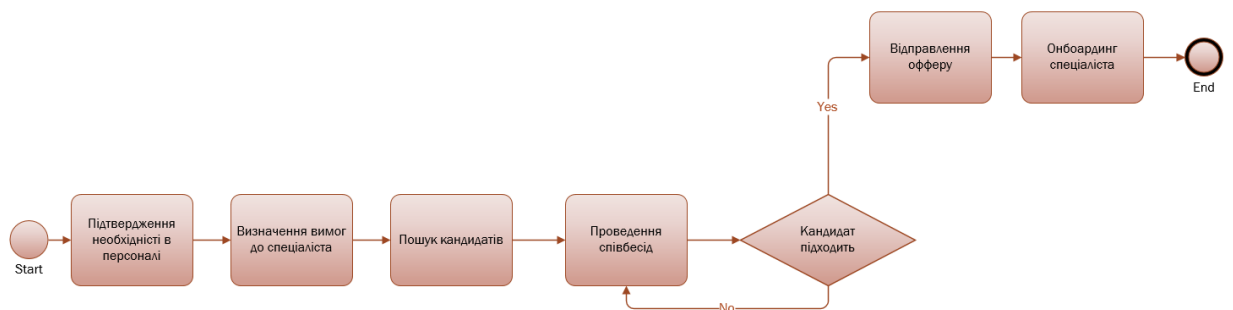 Start
Підтвердження
необхідністі в
персоналі
Визначення вимог
до спеціаліста
Пошук кандидатів
Проведення
співбесід
Кандидат
підходить
Yes
No
Відправлення
офферу
Онбоардинг
спеціаліста
End